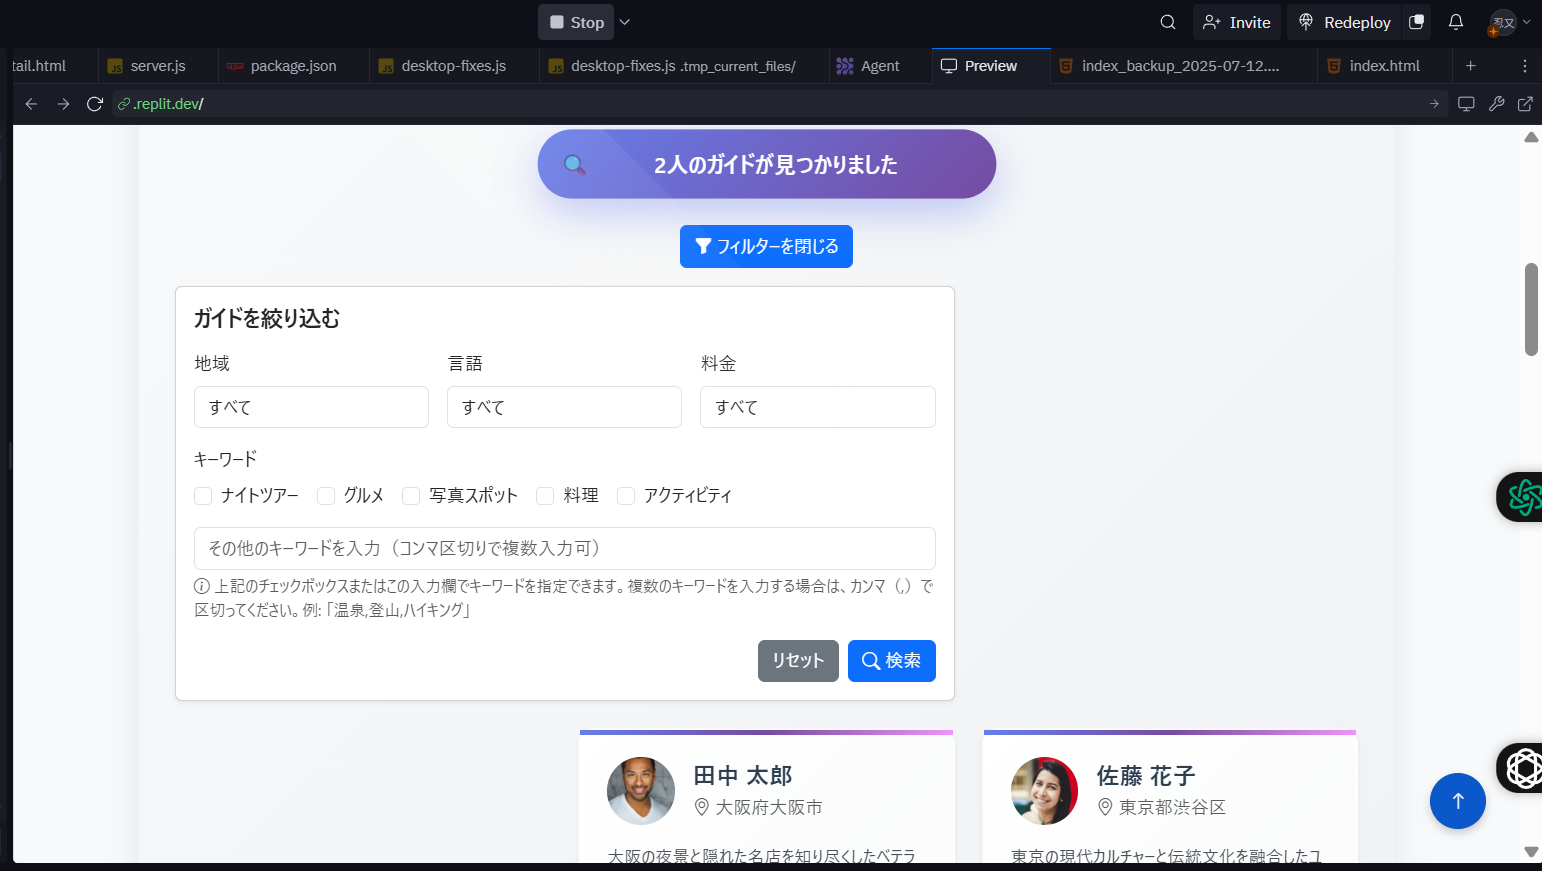 Stop
Invite
Redeploy
忍又
tail.html
server.js
package.json
desktop-fixes.js
desktop-fixes.js .tmp_current_files/
Agent
Preview
index_backup_2025-07-12....
index.html
.replit.dev/
2人のガイドが見つかりました
フィルターを閉じる
ガイドを絞り込む
地域
言語
料金
すべて
すべて
すべて
キーワード
ナイトツアー
グルメ
写真スポット
料理
アクティビティ
その他のキーワードを入力（コンマ区切りで複数入力可）
上記のチェックボックスまたはこの入力欄でキーワードを指定できます。複数のキーワードを入力する場合は、カンマ（,）で
区切ってください。例: 「温泉,登山,ハイキング」
リセット
検索
田中 太郎
大阪府大阪市
大阪の夜景と隠れた名店を知り尽くしたベテラ
佐藤 花子
東京都渋谷区
東京の現代カルチャーと伝統文化を融合したユ